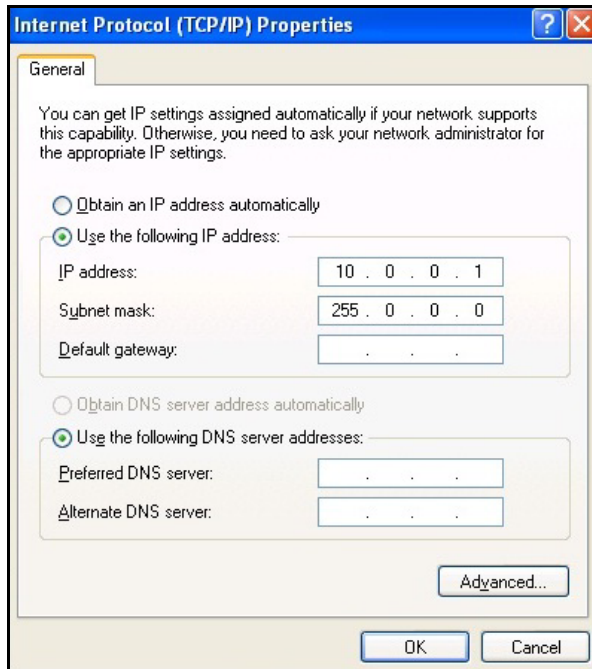 Internet Protocol (TCP/IP) Properties
General
You can get IP settings assigned automatically if your network supports
this capability. Otherwise, you need to ask your network administrator for
the appropriate IP settings.
Obtain an IP address automatically
Use the following IP address:
IP address: 10 . 0 . 0 . 1
Subnet mask: 255 . 0 . 0 . 0
Default gateway: . . .
Obtain DNS server address automatically
Use the following DNS server addresses:
Preferred DNS server: . . .
Alternate DNS server: . . .
Advanced...
OK Cancel